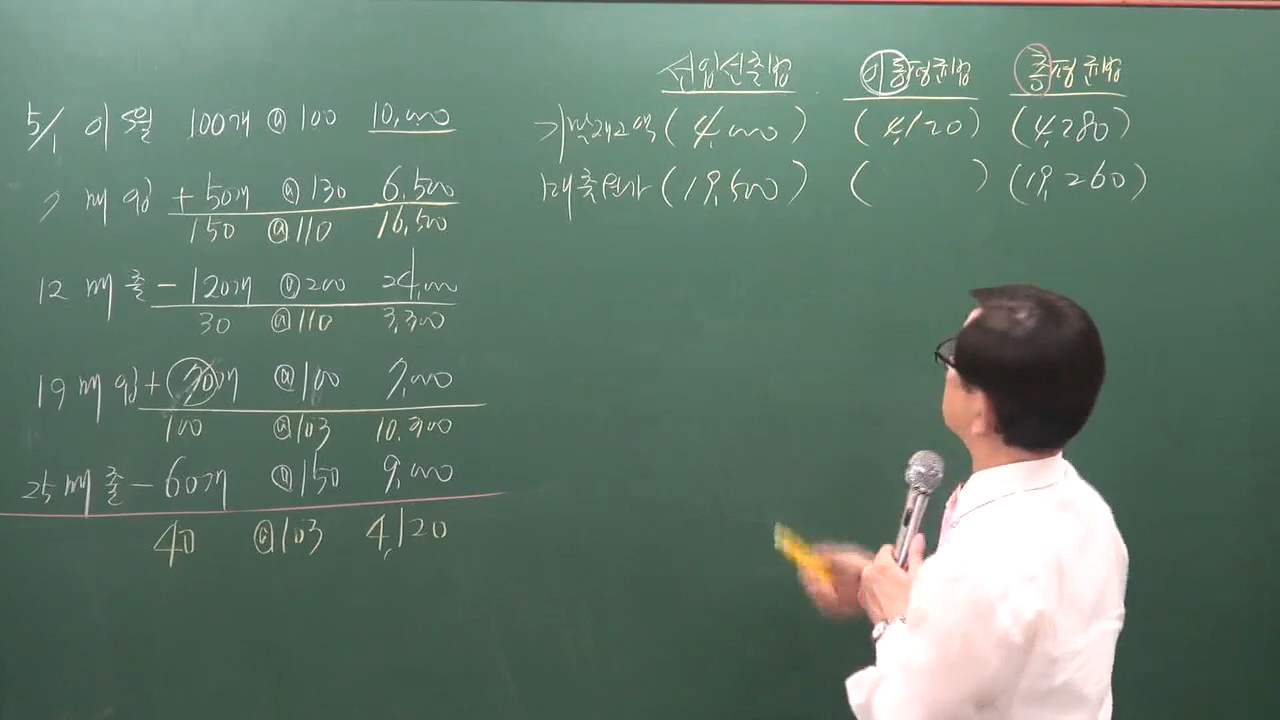 선입선출법 이동평균법 총평균법
기말재고액 (4,000) (4,120) (4,280)
매출원가 (19,500) ( ) (19,260)
5/1 이월 100개 @100 10,000
7 매입 +50개 @130 6,500
150 @110 16,500
12 매출 -120개 @200 24,000
30 @110 3,300
19 매입 +70개 @100 7,000
100 @103 10,300
25 매출 -60개 @150 9,000
40 @103 4,120